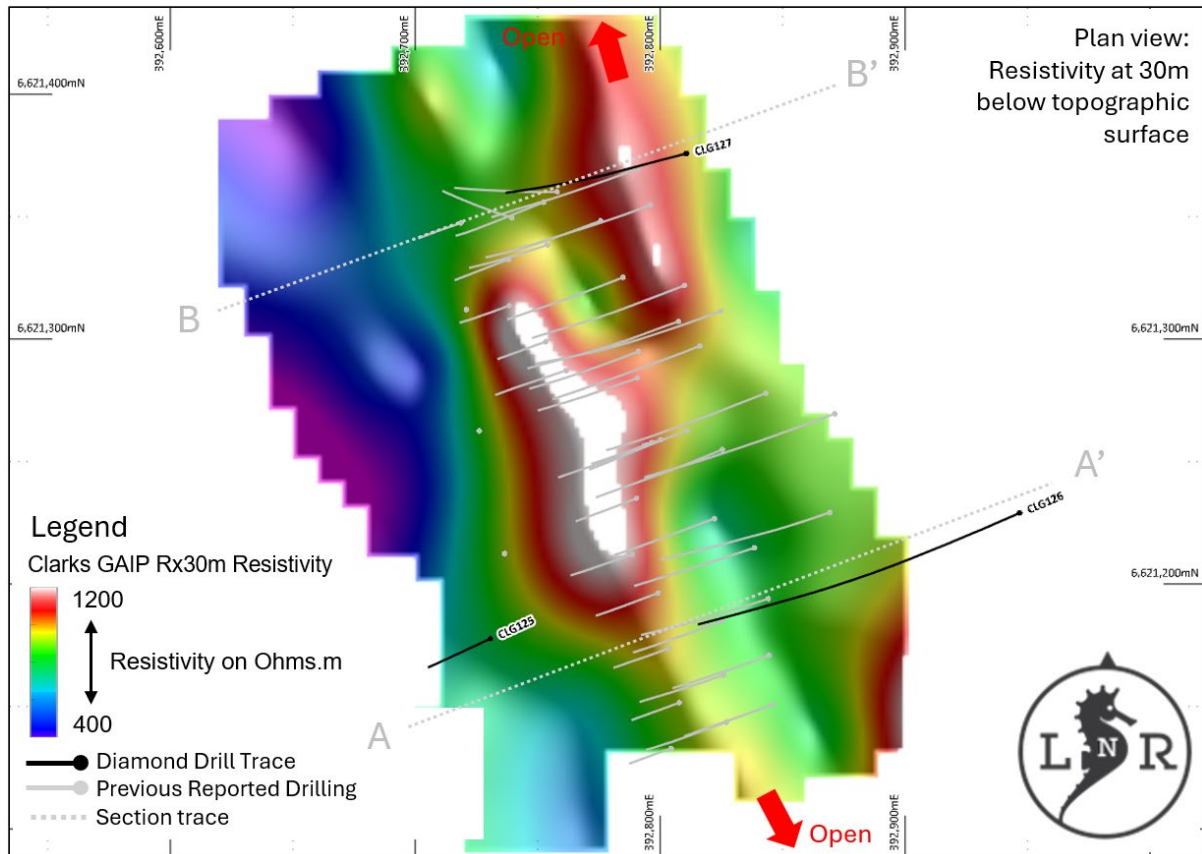 392,600mE
392,700mE
392,800mE
392,900mE
Open
Plan view:
Resistivity at 30m
below topographic
surface
6,621,400mN
B'
CLG127
B
6,621,300mN
6,621,300mN
A'
CLG126
6,621,200mN
CLG125
A
Legend
Clarks GAIP Rx30m Resistivity
1200
Resistivity on Ohms.m
400
Diamond Drill Trace
Previous Reported Drilling
Section trace
392,800mE
392,900mE
Open
L N R